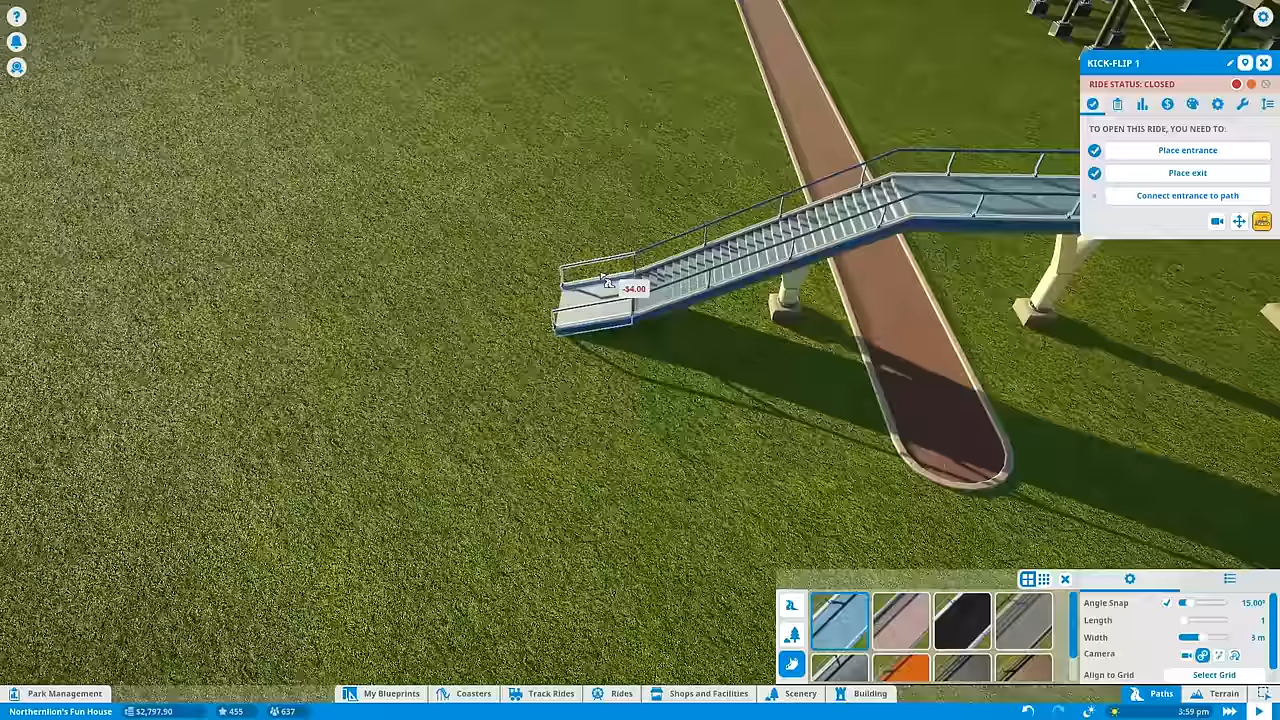 KICK-FLIP 1
RIDE STATUS: CLOSED
TO OPEN THIS RIDE, YOU NEED TO:
Place entrance
Place exit
Connect entrance to path
-$4.00
Angle Snap 15.00°
Length 1
Width 3 m
Camera
Align to Grid Select Grid
Park Management My Blueprints Coasters Track Rides Rides Shops and Facilities Scenery Building Paths Terrain
Northernlion's Fun House $2,797.90 455 637 3:59 pm